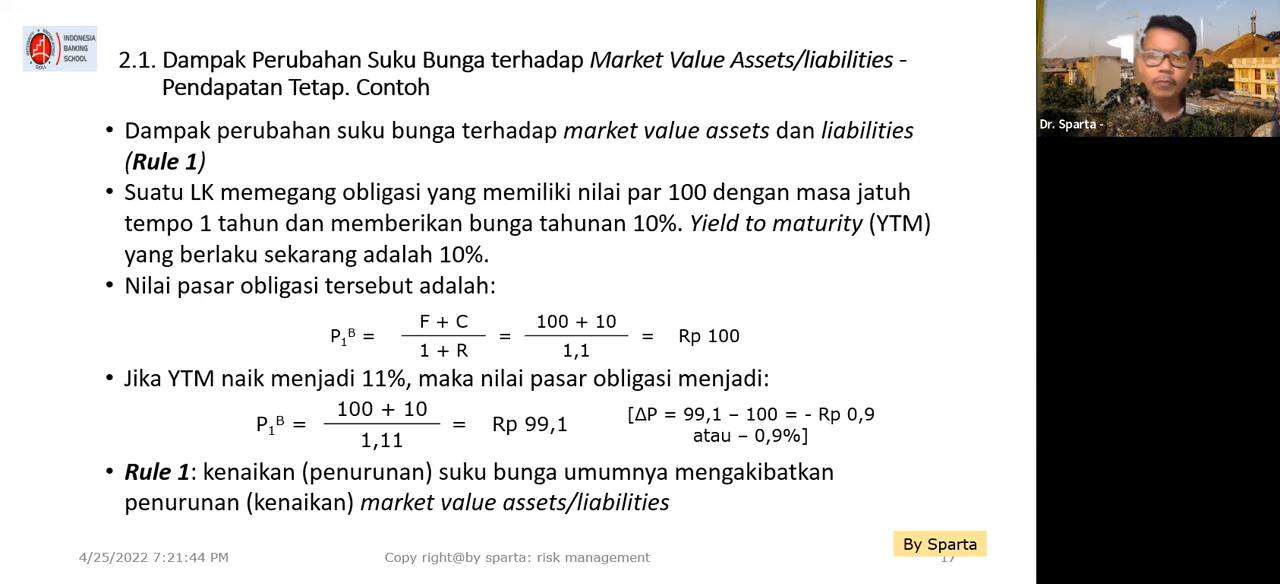 INDONESIA
BANKING
SCHOOL
2.1. Dampak Perubahan Suku Bunga terhadap Market Value Assets/liabilities -
Pendapatan Tetap. Contoh
• Dampak perubahan suku bunga terhadap market value assets dan liabilities
(Rule 1)
• Suatu LK memegang obligasi yang memiliki nilai par 100 dengan masa jatuh
tempo 1 tahun dan memberikan bunga tahunan 10%. Yield to maturity (YTM)
yang berlaku sekarang adalah 10%.
• Nilai pasar obligasi tersebut adalah:
F + C 100 + 10
P₁ᴮ = = = Rp 100
1 + R 1,1
• Jika YTM naik menjadi 11%, maka nilai pasar obligasi menjadi:
100 + 10 [ΔP = 99,1 – 100 = - Rp 0,9
P₁ᴮ = = Rp 99,1
1,11 atau – 0,9%]
• Rule 1: kenaikan (penurunan) suku bunga umumnya mengakibatkan
penurunan (kenaikan) market value assets/liabilities
By Sparta
4/25/2022 7:21:44 PM Copy right@by sparta: risk management 17
Dr. Sparta -